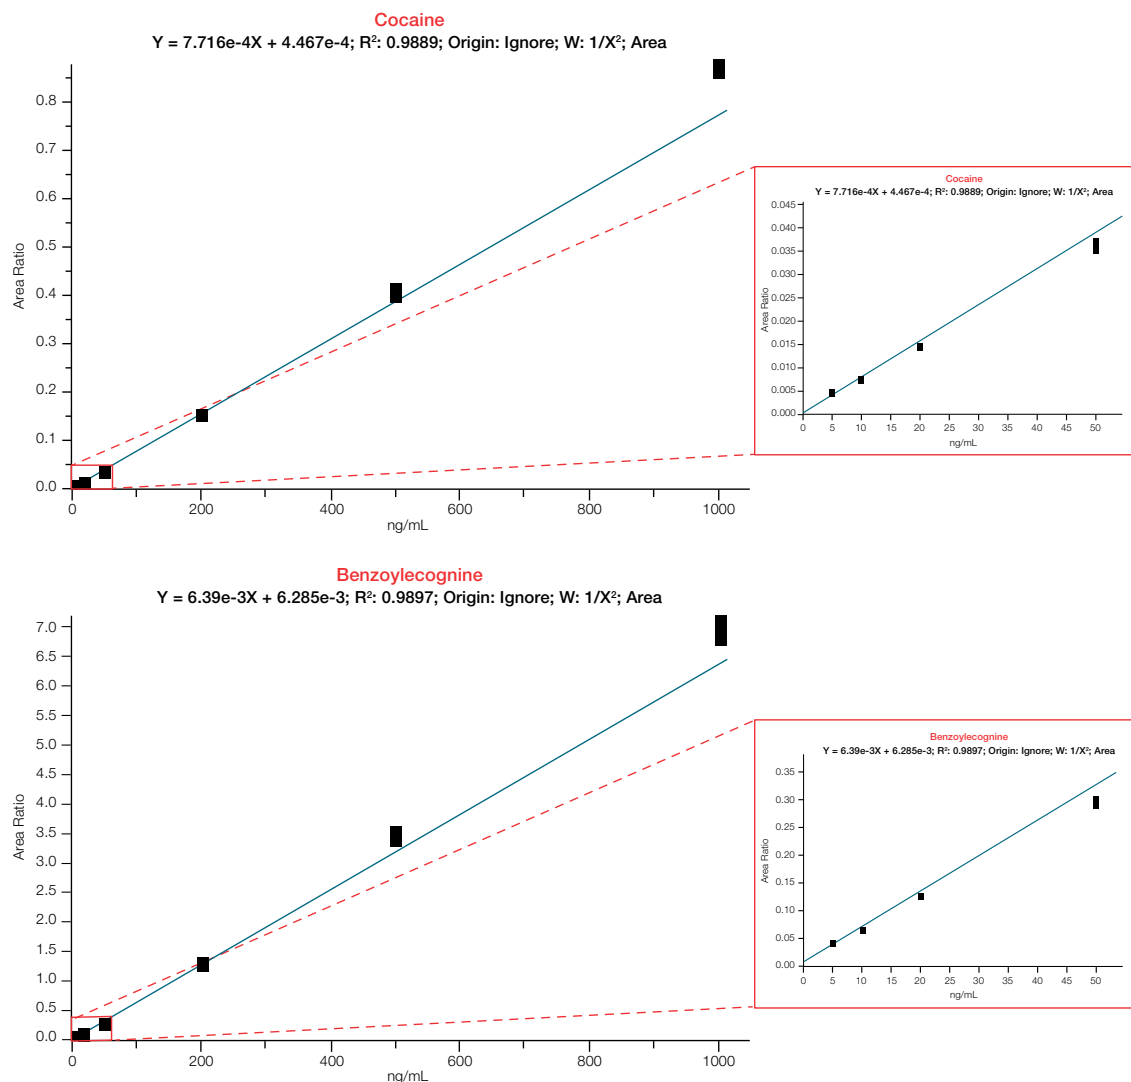 Cocaine
Y = 7.716e-4X + 4.467e-4; R²: 0.9889; Origin: Ignore; W: 1/X²; Area
0.8
0.7
0.6
0.5
0.4
0.3
0.2
0.1
0.0
Area Ratio
0 200 400 600 800 1000
ng/mL
Cocaine
Y = 7.716e-4X + 4.467e-4; R²: 0.9889; Origin: Ignore; W: 1/X²; Area
0.045
0.040
0.035
0.030
0.025
0.020
0.015
0.010
0.005
0.000
Area Ratio
0 5 10 15 20 25 30 35 40 45 50
ng/mL
Benzoylecognine
Y = 6.39e-3X + 6.285e-3; R²: 0.9897; Origin: Ignore; W: 1/X²; Area
7.0
6.5
6.0
5.5
5.0
4.5
4.0
3.5
3.0
2.5
2.0
1.5
1.0
0.5
0.0
Area Ratio
0 200 400 600 800 1000
ng/mL
Benzoylecognine
Y = 6.39e-3X + 6.285e-3; R²: 0.9897; Origin: Ignore; W: 1/X²; Area
0.35
0.30
0.25
0.20
0.15
0.10
0.05
0.00
Area Ratio
0 5 10 15 20 25 30 35 40 45 50
ng/mL